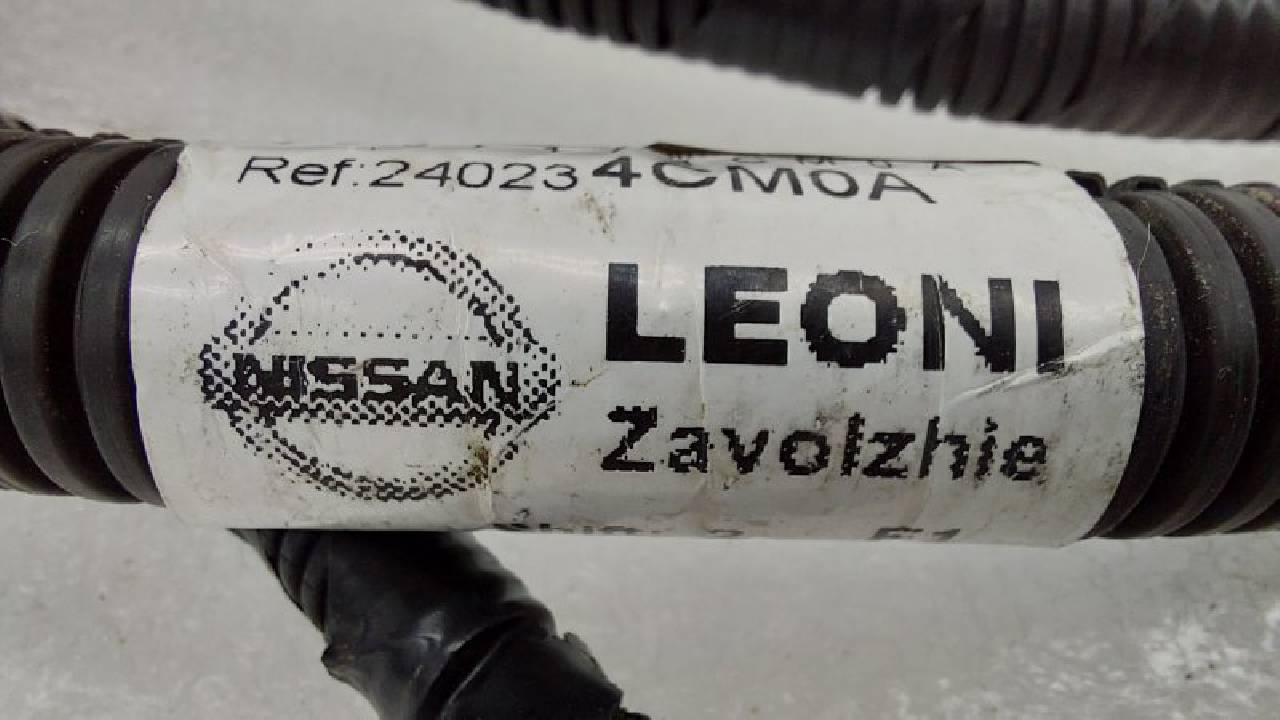 Ref:240234CM0A
NISSAN
LEONI
Zavolzhie